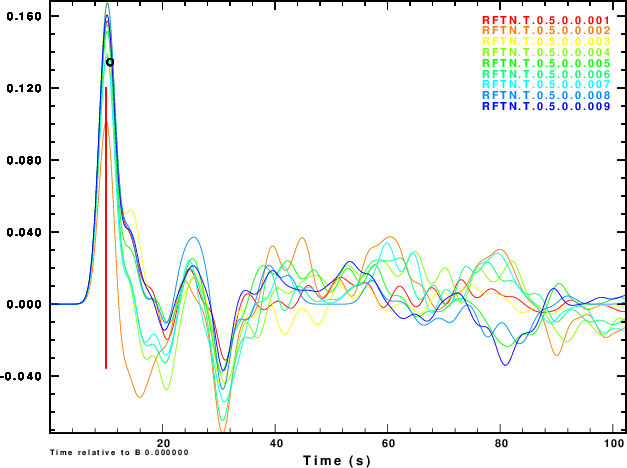 0.160
0.120
0.080
0.040
0.000
-0.040
RFTN.T.0.5.0.0.001
RFTN.T.0.5.0.0.002
RFTN.T.0.5.0.0.003
RFTN.T.0.5.0.0.004
RFTN.T.0.5.0.0.005
RFTN.T.0.5.0.0.006
RFTN.T.0.5.0.0.007
RFTN.T.0.5.0.0.008
RFTN.T.0.5.0.0.009
20 40 60 80 100
Time relative to B 0.000000
Time (s)